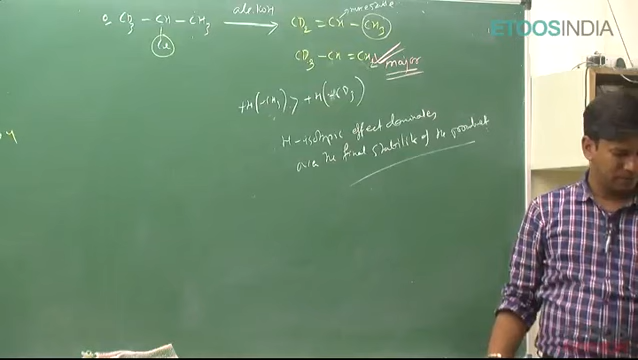 ETOOSINDIA
CD3 – CH – CH3 alc KOH CD2 = CH – CH3
CD3 – CH = CH2 major
+H(-CH3) > +H(-CD3)
H – isotopic effect dominates
over the final stability of the product